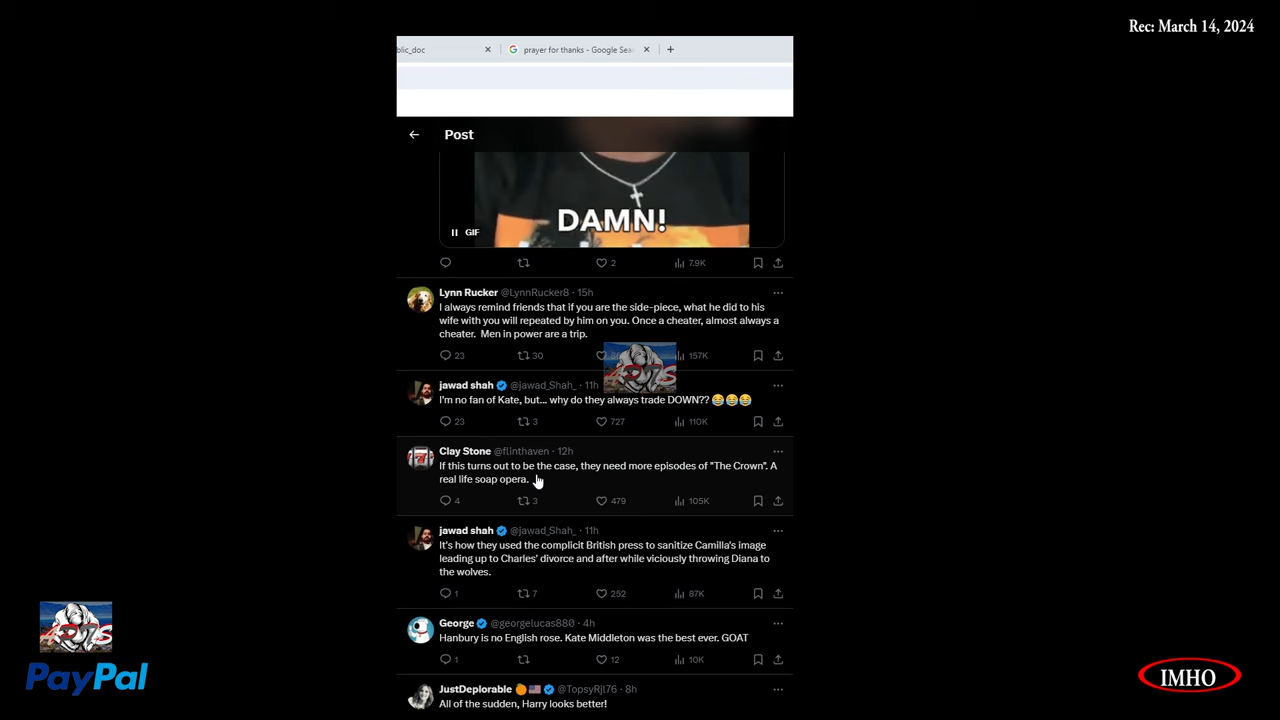 Rec: March 14, 2024
blic_doc
prayer for thanks - Google Sea
Post
DAMN!
GIF
2 7.9K
Lynn Rucker @LynnRucker8 · 15h
I always remind friends that if you are the side-piece, what he did to his
wife with you will repeated by him on you. Once a cheater, almost always a
cheater. Men in power are a trip.
23 30 157K
jawad shah @jawad_Shah_ · 11h
I'm no fan of Kate, but... why do they always trade DOWN?? 😂😂😂
23 3 727 110K
Clay Stone @flinthaven · 12h
If this turns out to be the case, they need more episodes of "The Crown". A
real life soap opera.
4 3 479 105K
jawad shah @jawad_Shah_ · 11h
It's how they used the complicit British press to sanitize Camilla's image
leading up to Charles' divorce and after while viciously throwing Diana to
the wolves.
1 7 252 87K
George @georgelucas880 · 4h
Hanbury is no English rose. Kate Middleton was the best ever. GOAT
1 12 10K
JustDeplorable 🍊🇺🇸 @TopsyRjl76 · 8h
All of the sudden, Harry looks better!
PayPal
IMHO